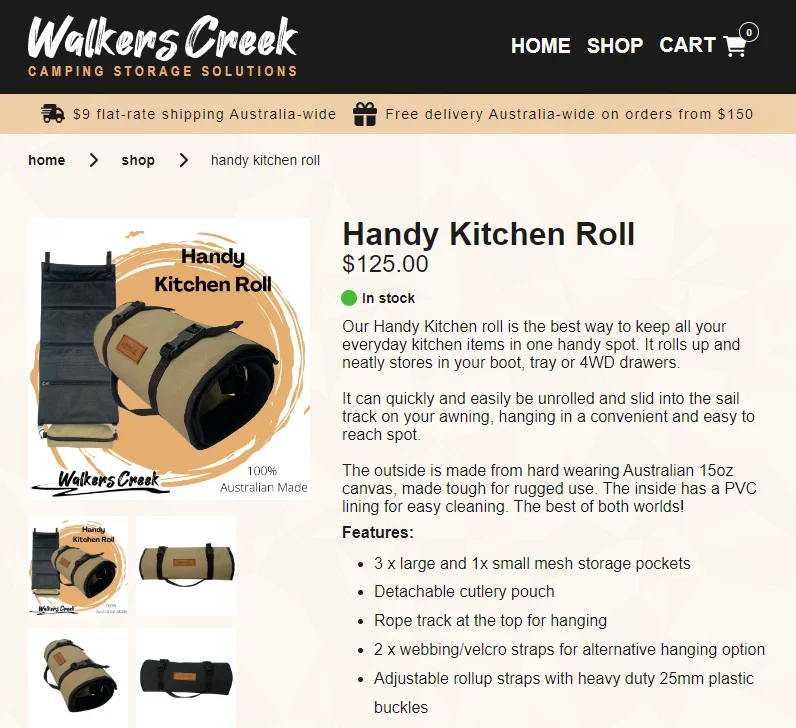 Walkers Creek
CAMPING STORAGE SOLUTIONS
HOME SHOP CART 0
$9 flat-rate shipping Australia-wide
Free delivery Australia-wide on orders from $150
home > shop > handy kitchen roll
Handy
Kitchen Roll
Walkers Creek
100%
Australian Made
Handy
Kitchen Roll
Walkers Creek
100%
Australian Made
Handy Kitchen Roll
$125.00
In stock
Our Handy Kitchen roll is the best way to keep all your
everyday kitchen items in one handy spot. It rolls up and
neatly stores in your boot, tray or 4WD drawers.
It can quickly and easily be unrolled and slid into the sail
track on your awning, hanging in a convenient and easy to
reach spot.
The outside is made from hard wearing Australian 15oz
canvas, made tough for rugged use. The inside has a PVC
lining for easy cleaning. The best of both worlds!
Features:
• 3 x large and 1x small mesh storage pockets
• Detachable cutlery pouch
• Rope track at the top for hanging
• 2 x webbing/velcro straps for alternative hanging option
• Adjustable rollup straps with heavy duty 25mm plastic
buckles